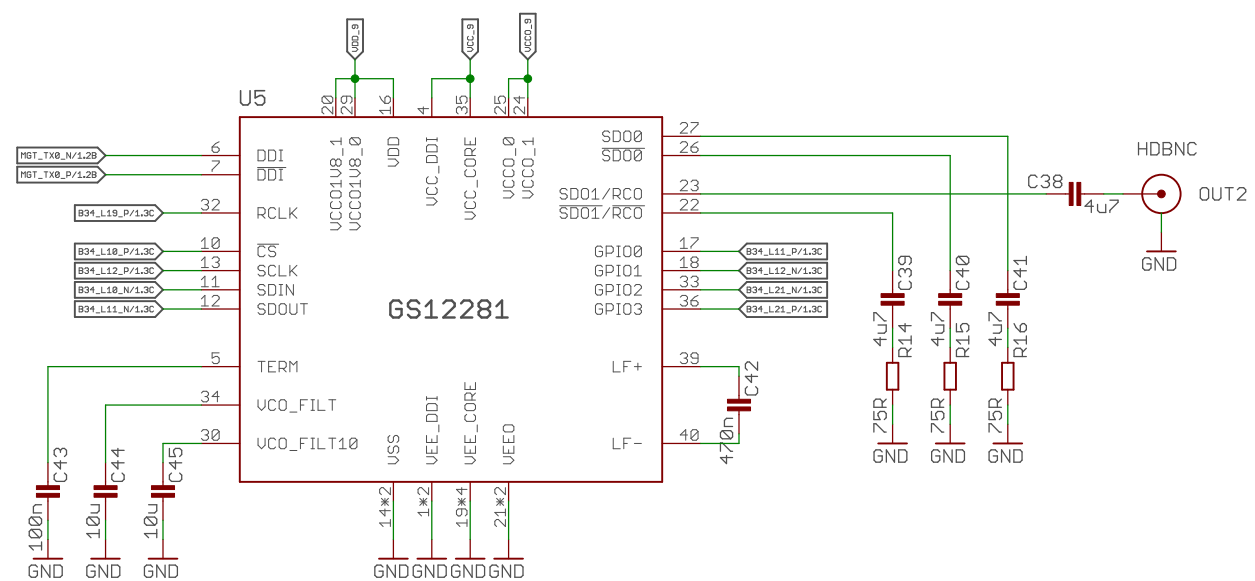 VDD_9
VCC_9
VCCO_9
U5
20
29
16
4
35
25
24
VCCO1V8_1
VCCO1V8_0
VDD
VCC_DDI
VCC_CORE
VCCO_0
VCCO_1
MGT_TX0_N/1.2B
6
DDI
MGT_TX0_P/1.2B
7
DDI
B34_L19_P/1.3C
32
RCLK
B34_L10_P/1.3C
10
CS
B34_L12_P/1.3C
13
SCLK
B34_L10_N/1.3C
11
SDIN
B34_L11_N/1.3C
12
SDOUT
5
TERM
34
VCO_FILT
30
VCO_FILT10
GS12281
SDO0
27
SDO0
26
SDO1/RCO
23
SDO1/RCO
22
GPIO0
17
B34_L11_P/1.3C
GPIO1
18
B34_L12_N/1.3C
GPIO2
33
B34_L21_N/1.3C
GPIO3
36
B34_L21_P/1.3C
LF+
39
LF-
40
C42
470n
HDBNC
C38
4u7
OUT2
GND
C39
4u7
R14
75R
GND
C40
4u7
R15
75R
GND
C41
4u7
R16
75R
GND
C43
100n
GND
C44
10u
GND
C45
10u
GND
VSS
VEE_DDI
VEE_CORE
VEEO
14*2
1*2
19*4
21*2
GND
GND
GND
GND